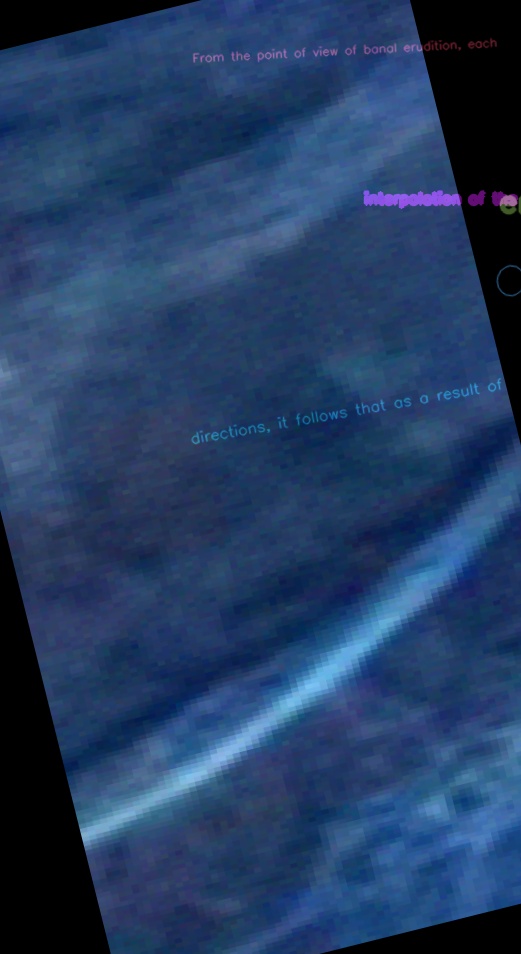 From the point of view of banal erudition, each
interpolation of the
directions, it follows that as a result of